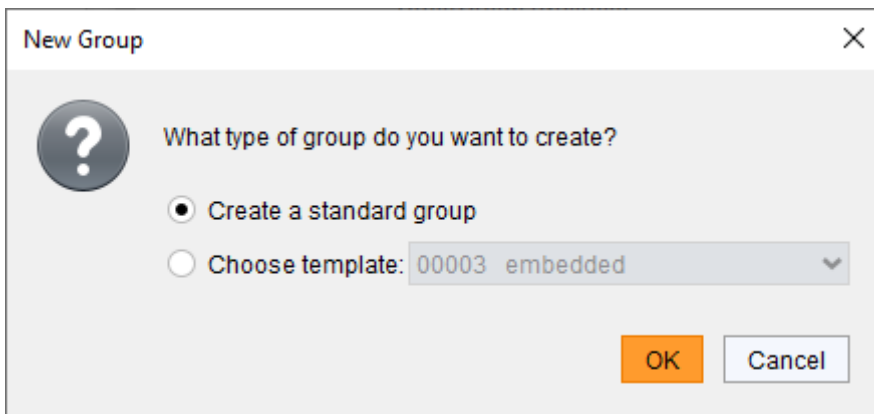 New Group
What type of group do you want to create?
Create a standard group
Choose template: 00003 embedded
OK Cancel